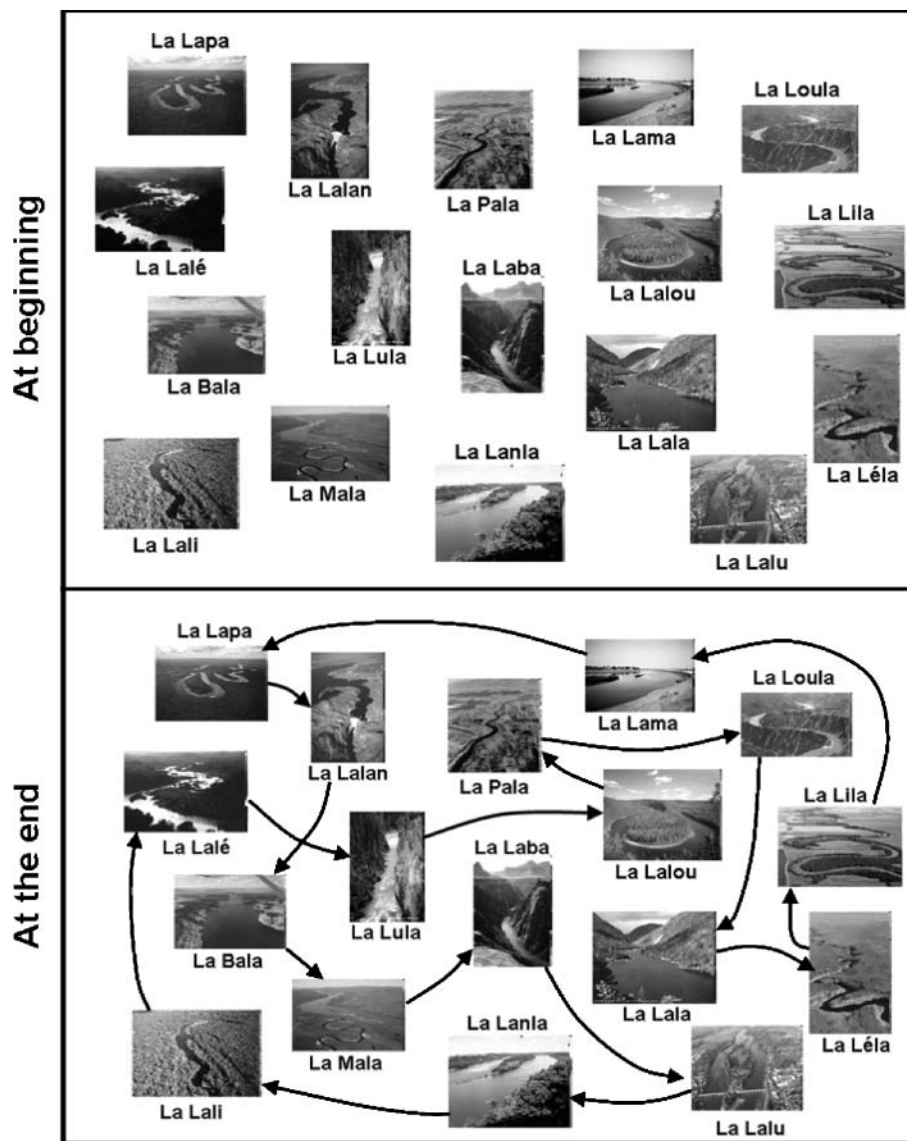 At beginning
La Lapa
La Lalan
La Pala
La Lama
La Loula
La Lalé
La Lula
La Laba
La Lalou
La Lila
La Bala
La Mala
La Lala
La Léla
La Lali
La Lanla
La Lalu
At the end
La Lapa
La Lalan
La Pala
La Lama
La Loula
La Lalé
La Lula
La Laba
La Lalou
La Lila
La Bala
La Mala
La Lala
La Léla
La Lali
La Lanla
La Lalu